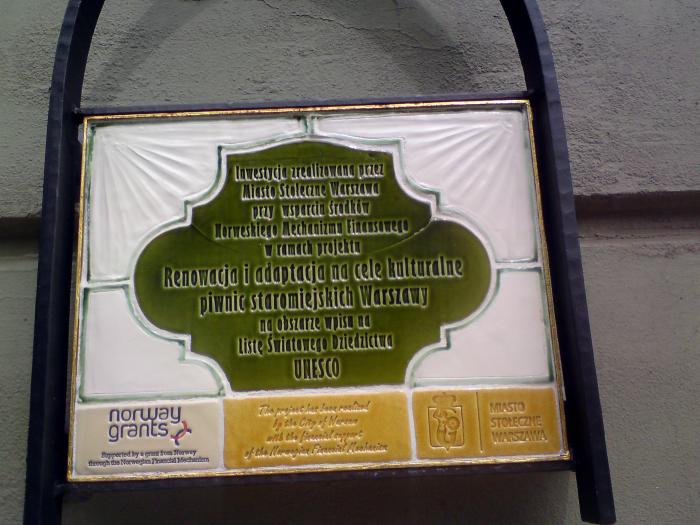 Inwestycja zrealizowana przez
Miasto Stołeczne Warszawa
przy wsparciu środków
Norweskiego Mechanizmu Finansowego
w ramach projektu
Renowacja i adaptacja na cele kulturalne
piwnic staromiejskich Warszawy
na obszarze wpisu na
Listę Światowego Dziedzictwa
UNESCO
norway
grants
Supported by a grant from Norway
through the Norwegian Financial Mechanism
The project has been realized
by the City of Warsaw
with the financial support
of the Norwegian Financial Mechanism
MIASTO
STOŁECZNE
WARSZAWA